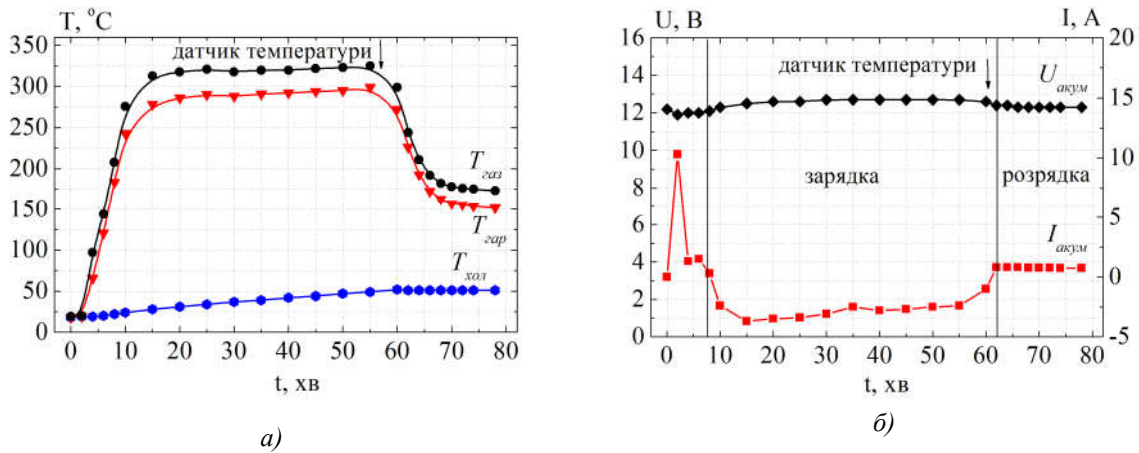 T, °C
350
300
250
200
150
100
50
0
датчик температури
T газ
T гар
T хол
0 10 20 30 40 50 60 70 80
t, хв
а)
U, В
I, А
16
14
12
10
8
6
4
2
0
20
15
10
5
0
-5
датчик температури
U акум
зарядка
розрядка
I акум
0 10 20 30 40 50 60 70 80
t, хв
б)